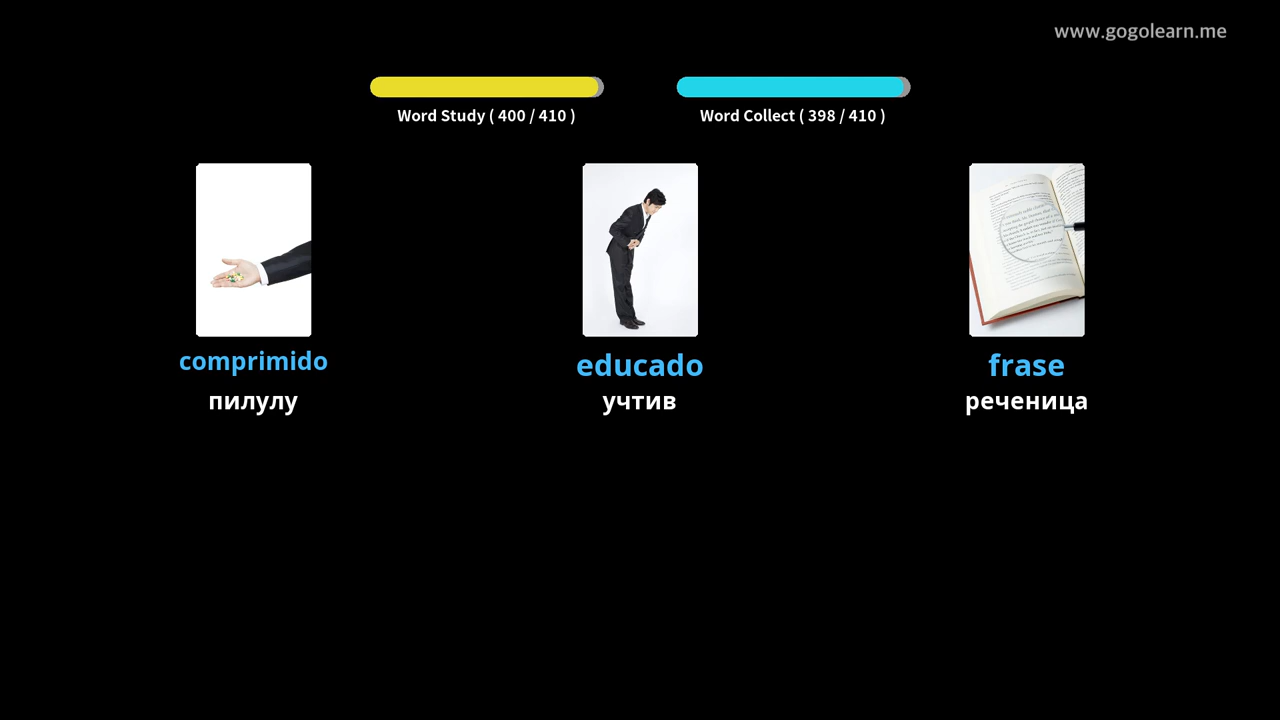 www.gogolearn.me
Word Study ( 400 / 410 )
Word Collect ( 398 / 410 )
comprimido
educado
frase
пилулу
учтив
реченица